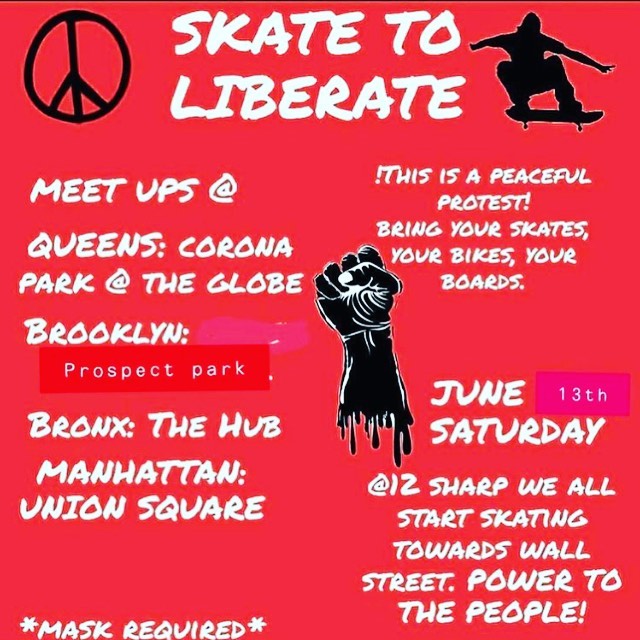 SKATE TO
LIBERATE
MEET UPS @
QUEENS: CORONA
PARK @ THE GLOBE
BROOKLYN:
Prospect park
BRONX: THE HUB
MANHATTAN:
UNION SQUARE
*MASK REQUIRED*
!THIS IS A PEACEFUL
PROTEST!
BRING YOUR SKATES,
YOUR BIKES, YOUR
BOARDS.
JUNE 13th
SATURDAY
@12 SHARP WE ALL
START SKATING
TOWARDS WALL
STREET. POWER TO
THE PEOPLE!